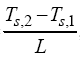 T_{s,2} − T_{s,1}
L